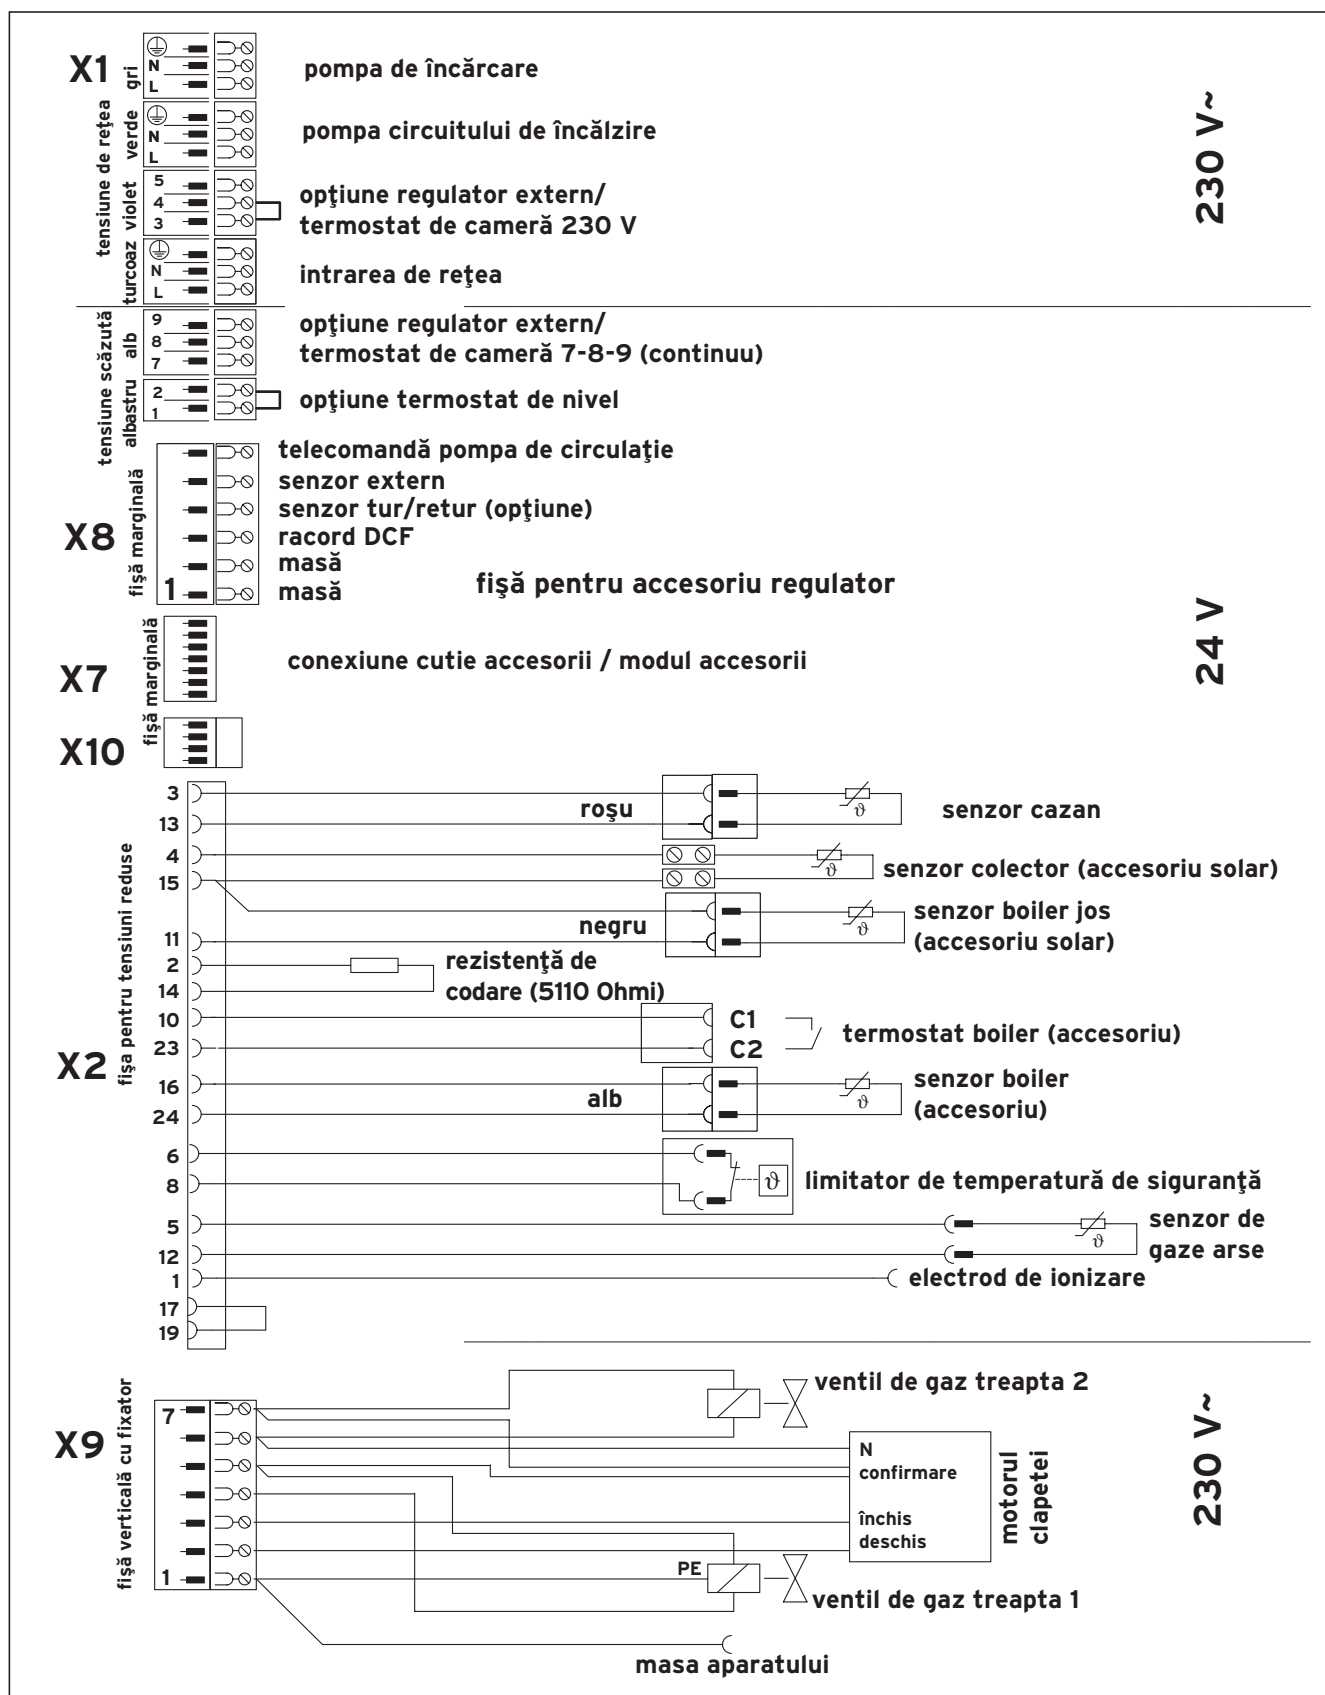 X1
tensiune de reţea
gri
N
L
pompa de încărcare
verde
N
L
pompa circuitului de încălzire
violet
5
4
3
opţiune regulator extern/
termostat de cameră 230 V
turcoaz
N
L
intrarea de reţea
230 V~
tensiune scăzută
alb
9
8
7
opţiune regulator extern/
termostat de cameră 7-8-9 (continuu)
albastru
2
1
opţiune termostat de nivel
X8
fişă marginală
1
telecomandă pompa de circulaţie
senzor extern
senzor tur/retur (opţiune)
racord DCF
masă
masă
fişă pentru accesoriu regulator
24 V
X7
fişă marginală
conexiune cutie accesorii / modul accesorii
X10
X2
fişa pentru tensiuni reduse
3
13
roşu
ϑ
senzor cazan
4
15
ϑ
senzor colector (accesoriu solar)
11
negru
ϑ
senzor boiler jos
(accesoriu solar)
2
14
rezistenţă de
codare (5110 Ohmi)
10
23
C1
C2
termostat boiler (accesoriu)
16
24
alb
ϑ
senzor boiler
(accesoriu)
6
8
ϑ
limitator de temperatură de siguranţă
5
12
ϑ
senzor de
gaze arse
1
electrod de ionizare
17
19
X9
fişă verticală cu fixator
7
1
ventil de gaz treapta 2
N
confirmare
închis
deschis
motorul
clapetei
PE
ventil de gaz treapta 1
masa aparatului
230 V~